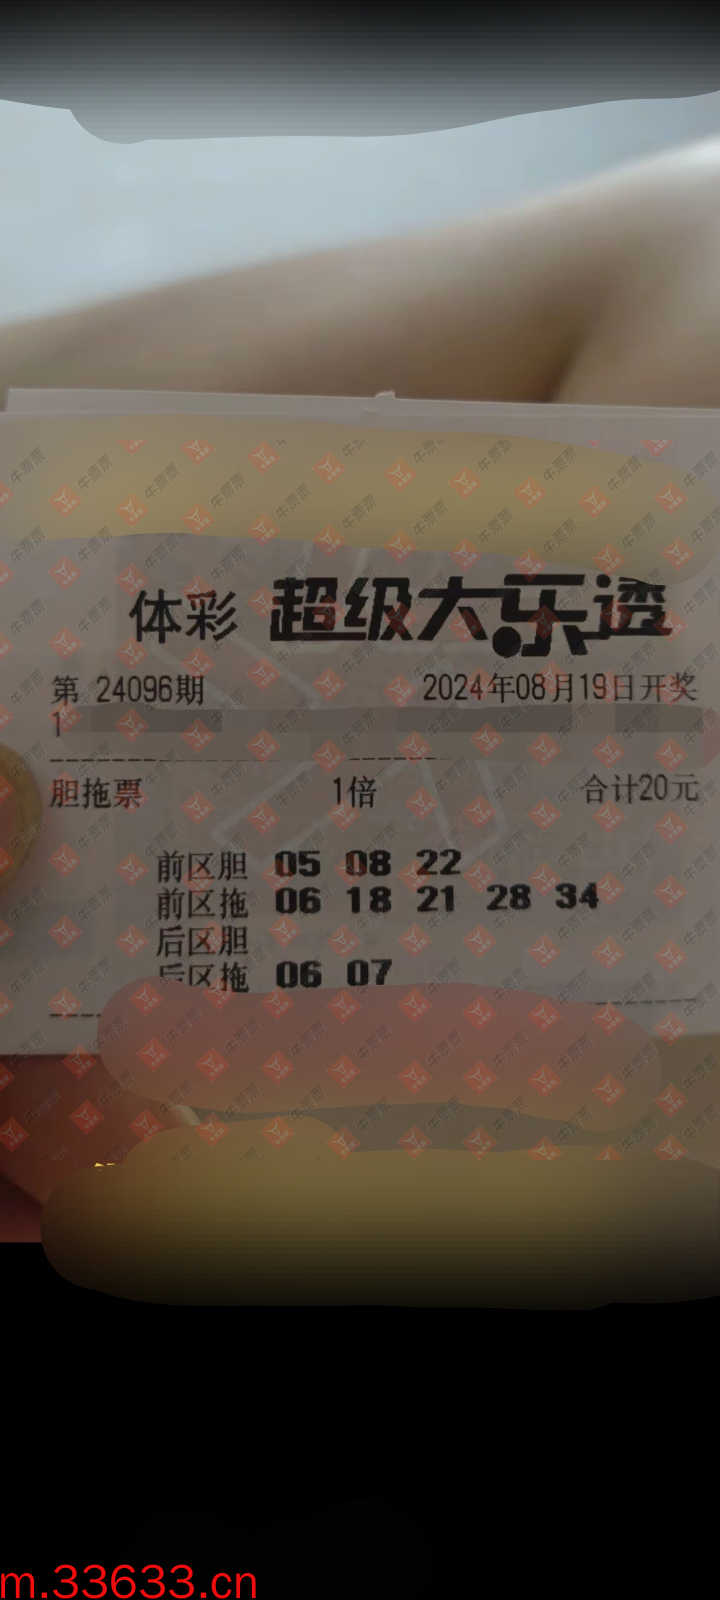 体彩 超级大乐透
第 24096期 2024年08月19日开奖
1
胆拖票 1倍 合计20元
前区胆 05 08 22
前区拖 06 18 21 28 34
后区胆
后区拖 06 07
m.33633.cn